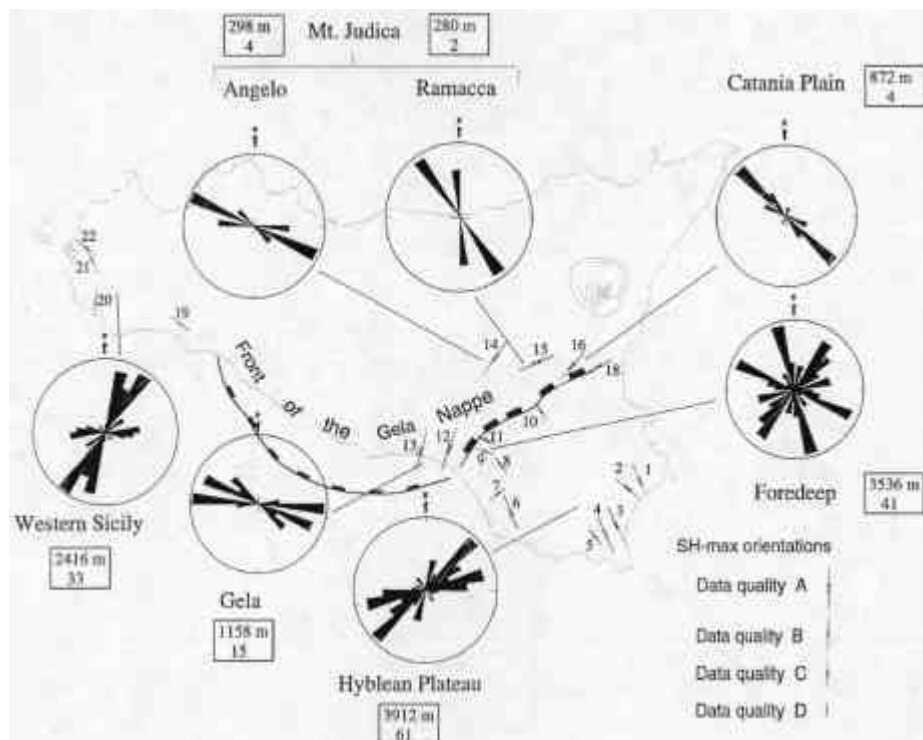 298 m
4
Mt. Judica
280 m
2
Angelo
Ramacca
Catania Plain
872 m
4
22
21
20
19
14
15
16
18
Front of the Gela Nappe
13
12
11
10
9
8
7
6
5
4
3
2
1
Western Sicily
2416 m
33
Gela
1158 m
15
Hyblean Plateau
3912 m
61
Foredeep
3536 m
41
SH-max orientations
Data quality A
Data quality B
Data quality C
Data quality D